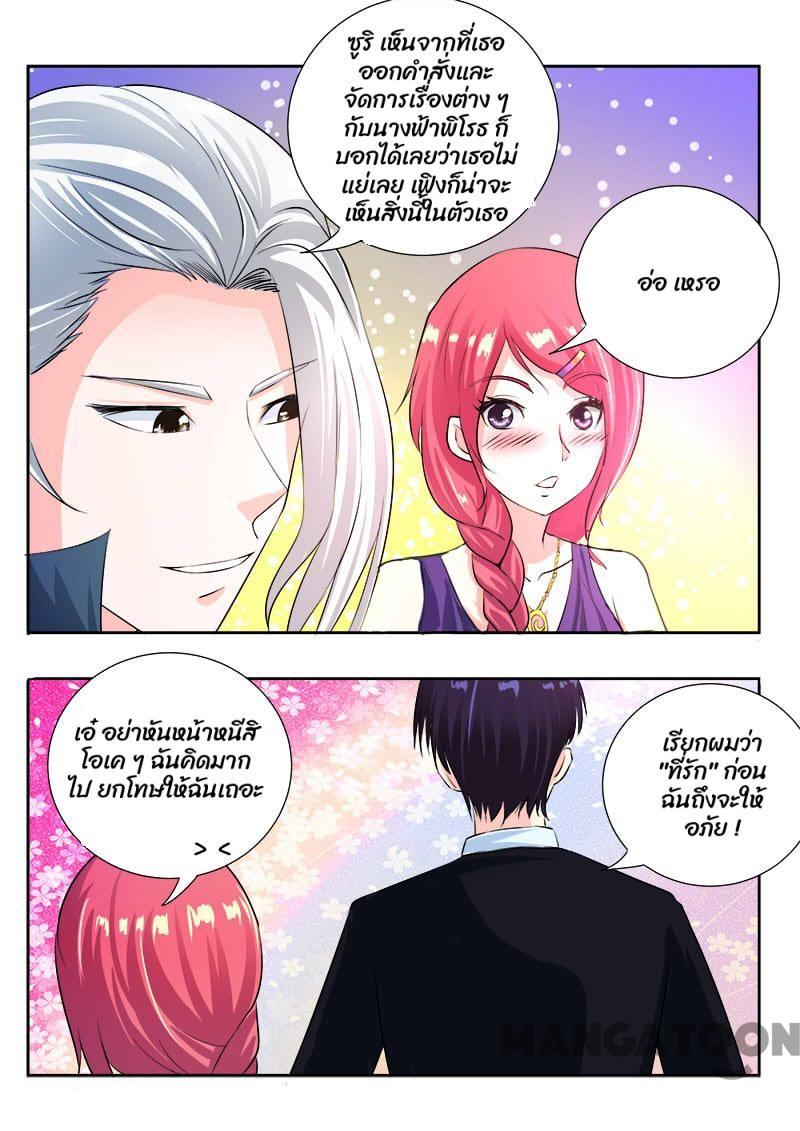 ซูริ เห็นจากที่เธอ
ออกคำสั่งและ
จัดการเรื่องต่าง ๆ
กับนางฟ้าพิโรธ ก็
บอกได้เลยว่าเธอไม่
แย่เลย เฟิงก็น่าจะ
เห็นสิ่งนี้ในตัวเธอ
อ่อ เหรอ
เอ๋ อย่าหันหน้าหนีสิ
โอเค ๆ ฉันคิดมาก
ไป ยกโทษให้ฉันเถอะ
> <
เรียกผมว่า
"ที่รัก" ก่อน
ฉันถึงจะให้
อภัย !
MANGATOON